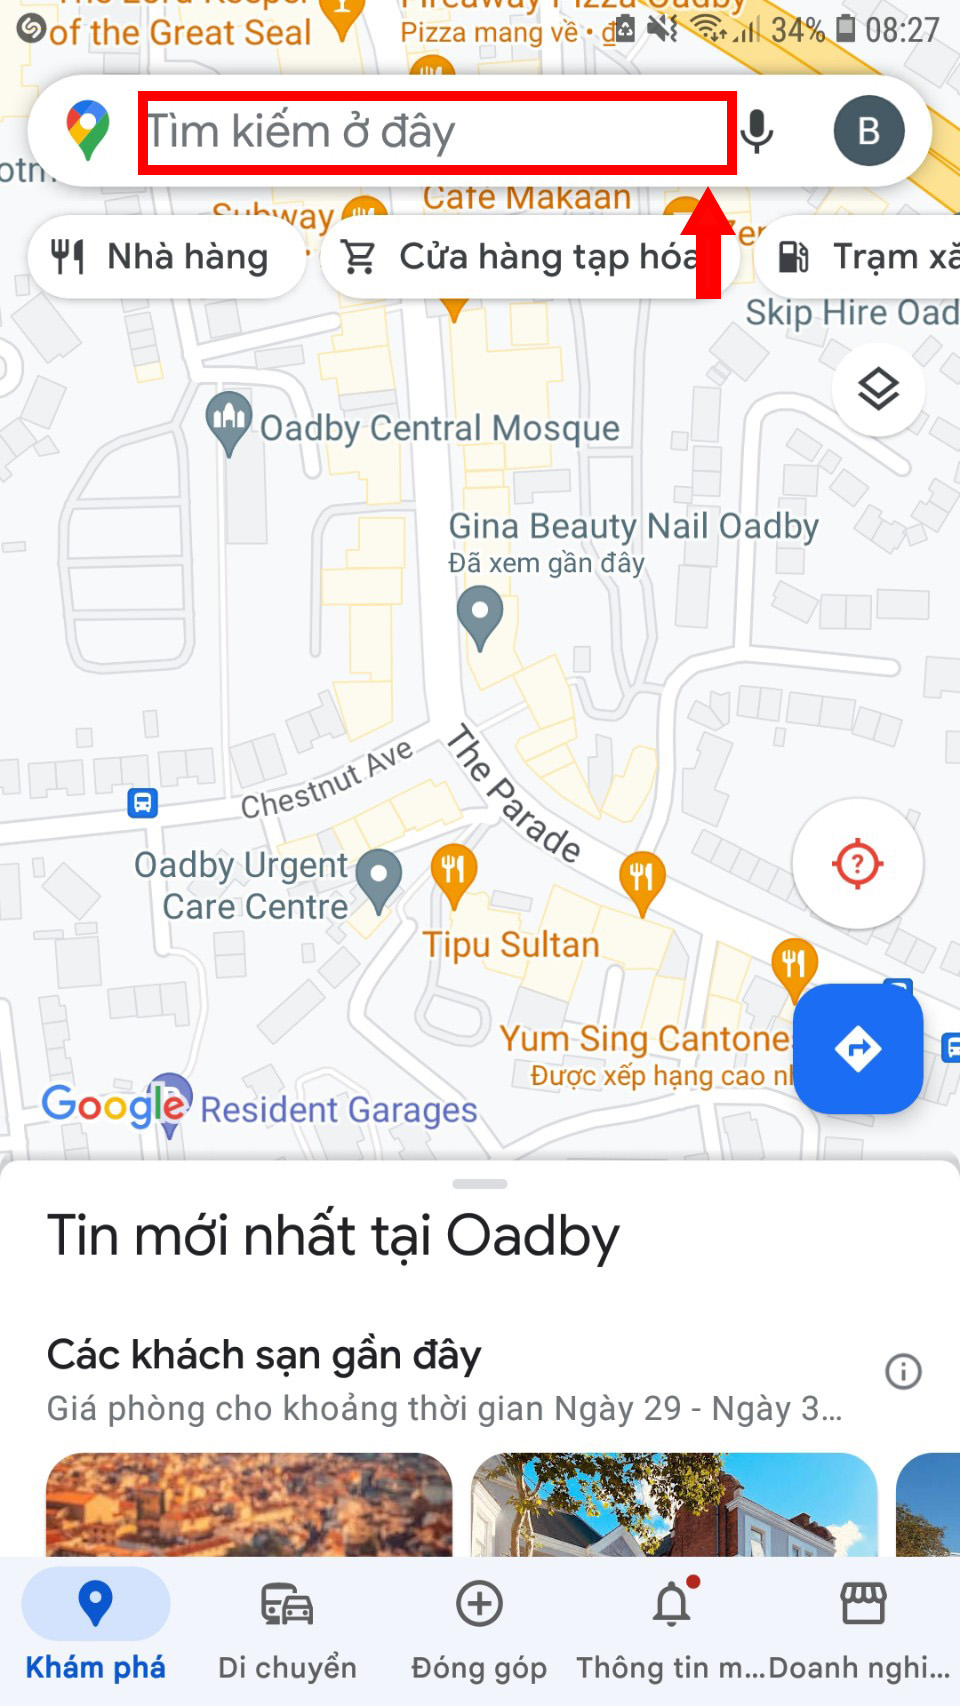 of the Great Seal
Pizza mang về •
34% 08:27
Tìm kiếm ở đây
B
Café Makaan
Subway
Nhà hàng
Cửa hàng tạp hóa
Trạm xă
Skip Hire Oad
Oadby Central Mosque
Gina Beauty Nail Oadby
Đã xem gần đây
Chestnut Ave
The Parade
Oadby Urgent
Care Centre
Tipu Sultan
Yum Sing Cantones
Được xếp hạng cao nh
Google
Resident Garages
Tin mới nhất tại Oadby
Các khách sạn gần đây
Giá phòng cho khoảng thời gian Ngày 29 - Ngày 3...
Khám phá
Di chuyển
Đóng góp
Thông tin m...
Doanh nghi...